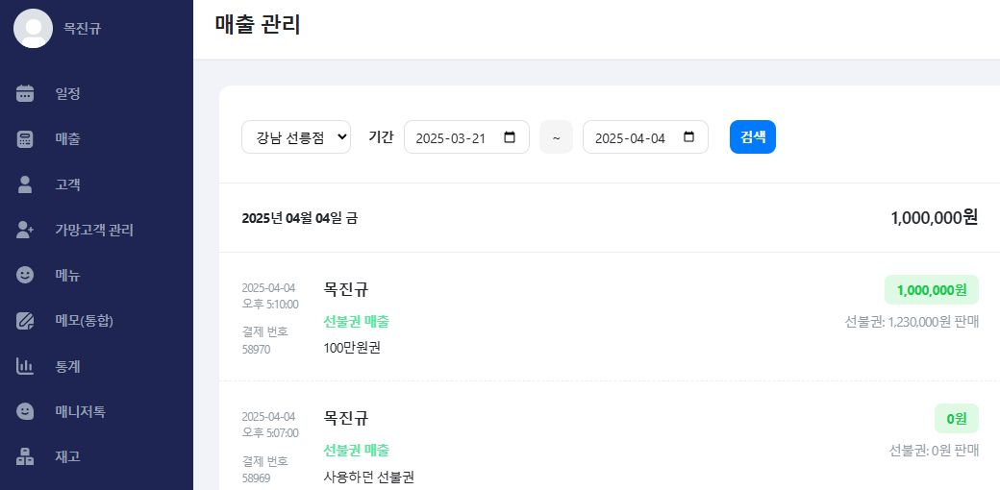 목진규
일정
매출
고객
가망고객 관리
메뉴
메모(통합)
통계
매니저톡
재고
매출 관리
강남 선릉점 기간 2025-03-21 ~ 2025-04-04 검색
2025년 04월 04일 금 1,000,000원
2025-04-04
오후 5:10:00
결제 번호
58970
목진규
선불권 매출
100만원권
1,000,000원
선불권: 1,230,000원 판매
2025-04-04
오후 5:07:00
결제 번호
58969
목진규
선불권 매출
사용하던 선불권
0원
선불권: 0원 판매